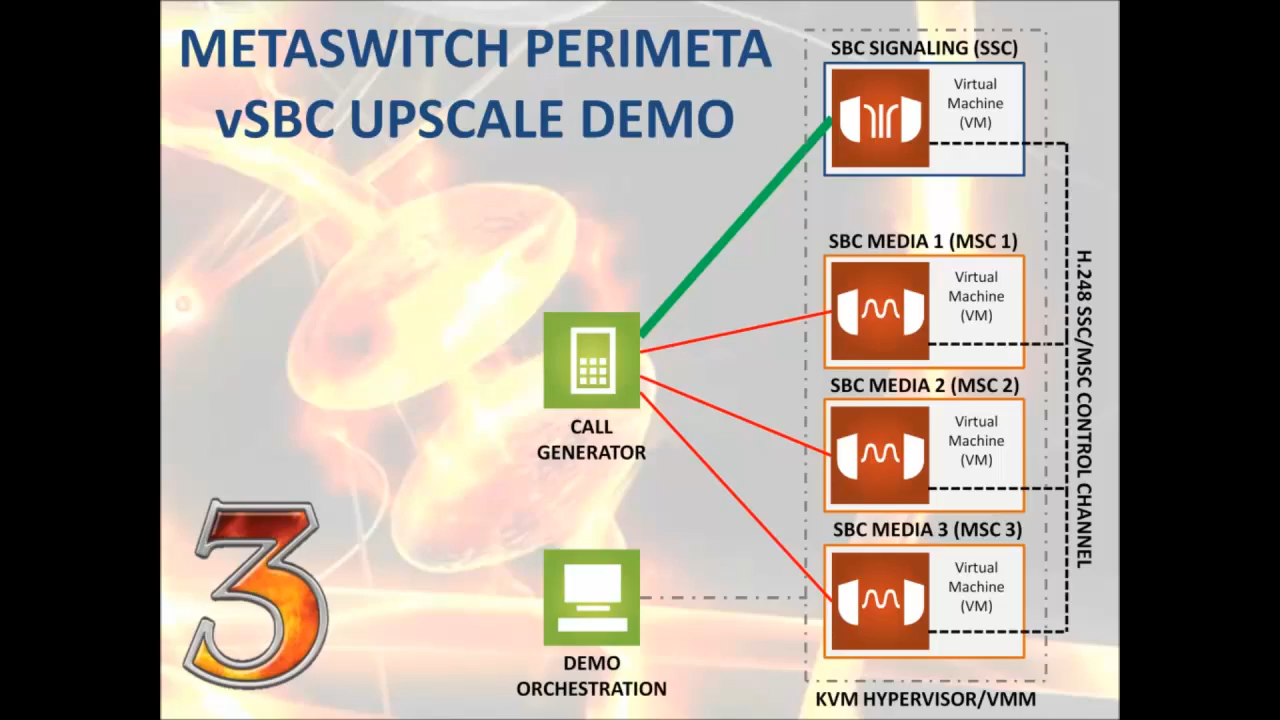 METASWITCH PERIMETA
vSBC UPSCALE DEMO
SBC SIGNALING (SSC)
Virtual
Machine
(VM)
SBC MEDIA 1 (MSC 1)
Virtual
Machine
(VM)
SBC MEDIA 2 (MSC 2)
Virtual
Machine
(VM)
SBC MEDIA 3 (MSC 3)
Virtual
Machine
(VM)
H.248 SSC/MSC CONTROL CHANNEL
CALL
GENERATOR
3
DEMO
ORCHESTRATION
KVM HYPERVISOR/VMM